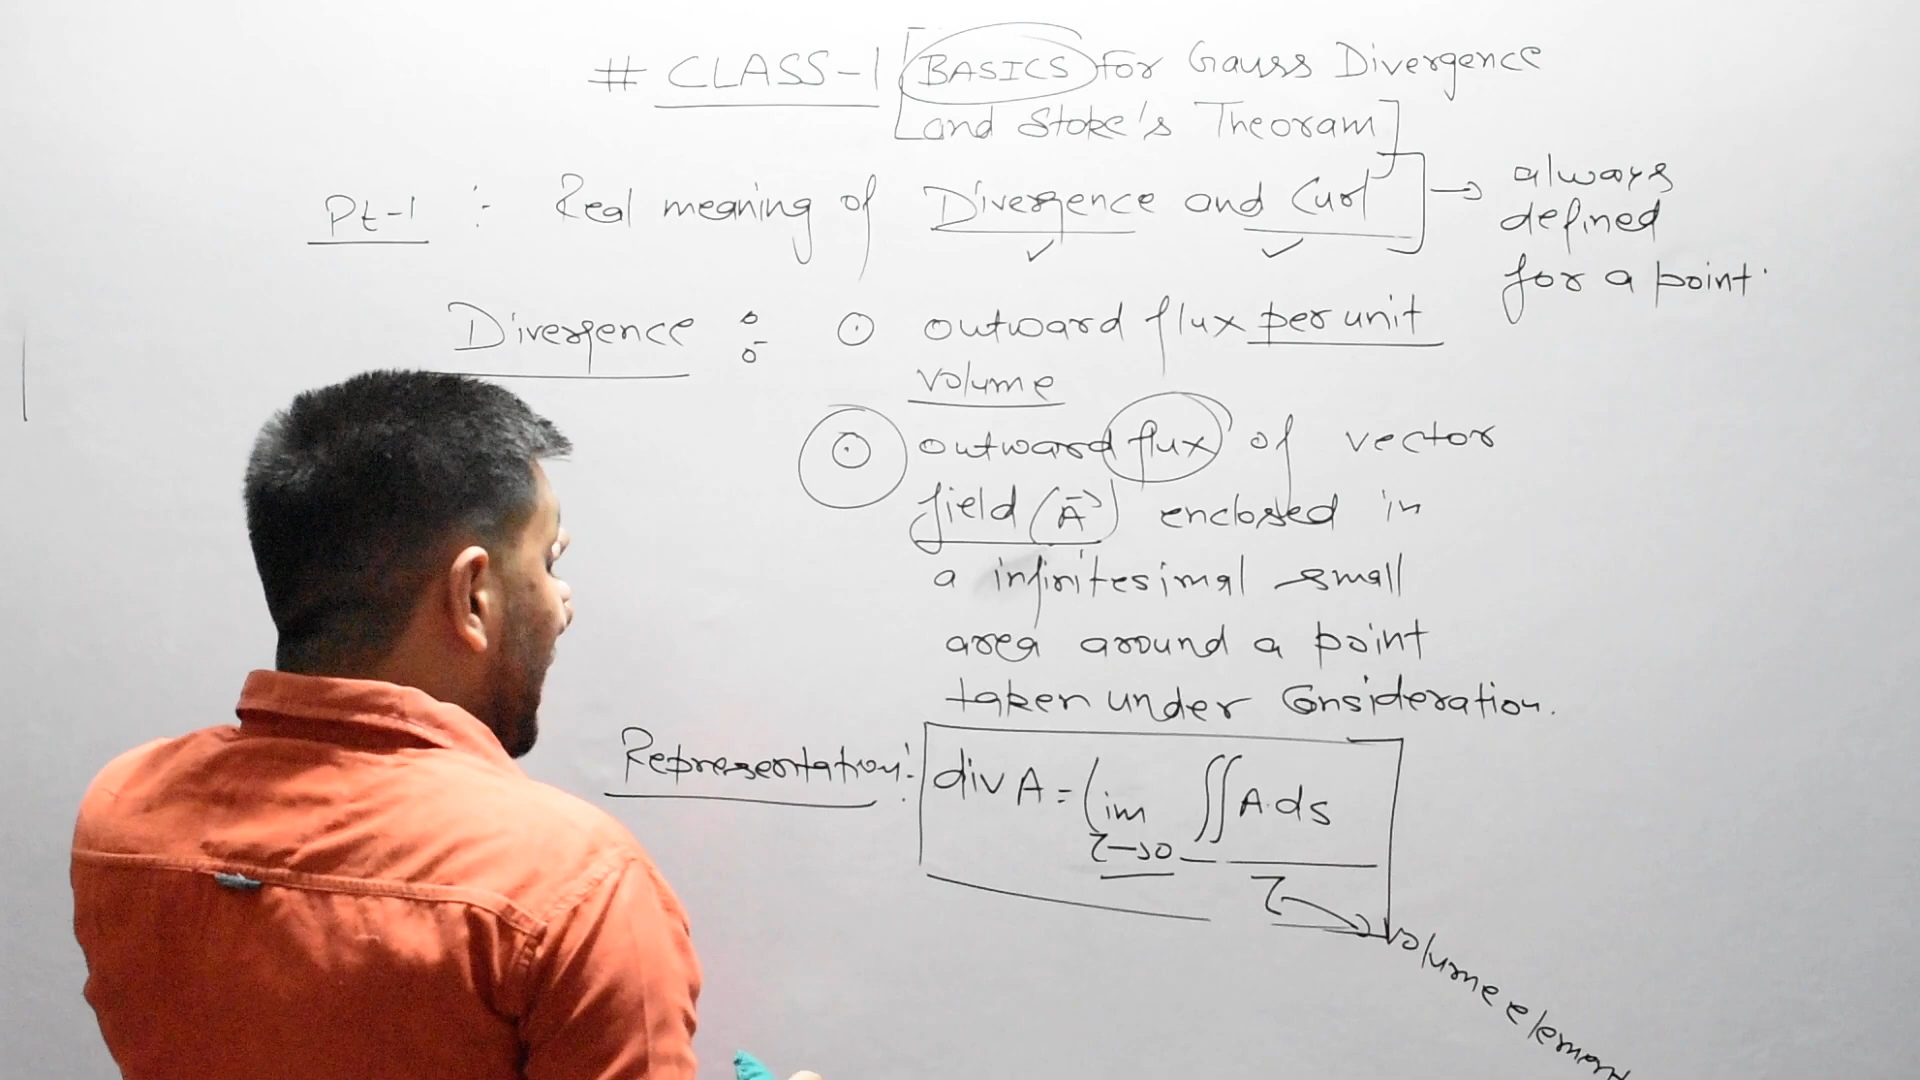 # CLASS-1 [BASICS for Gauss Divergence
and Stoke's Theoram]
Pt-1 : Real meaning of Divergence and Curl → always
defined
for a point.
Divergence : ⊙ outward flux per unit
volume
⊙ outward flux of vector
field (A⃗) enclosed in
a infinitesimal small
area around a point
taken under Consideration.
Representation: div A = lim ∬ A·ds
τ→0
τ → volume element